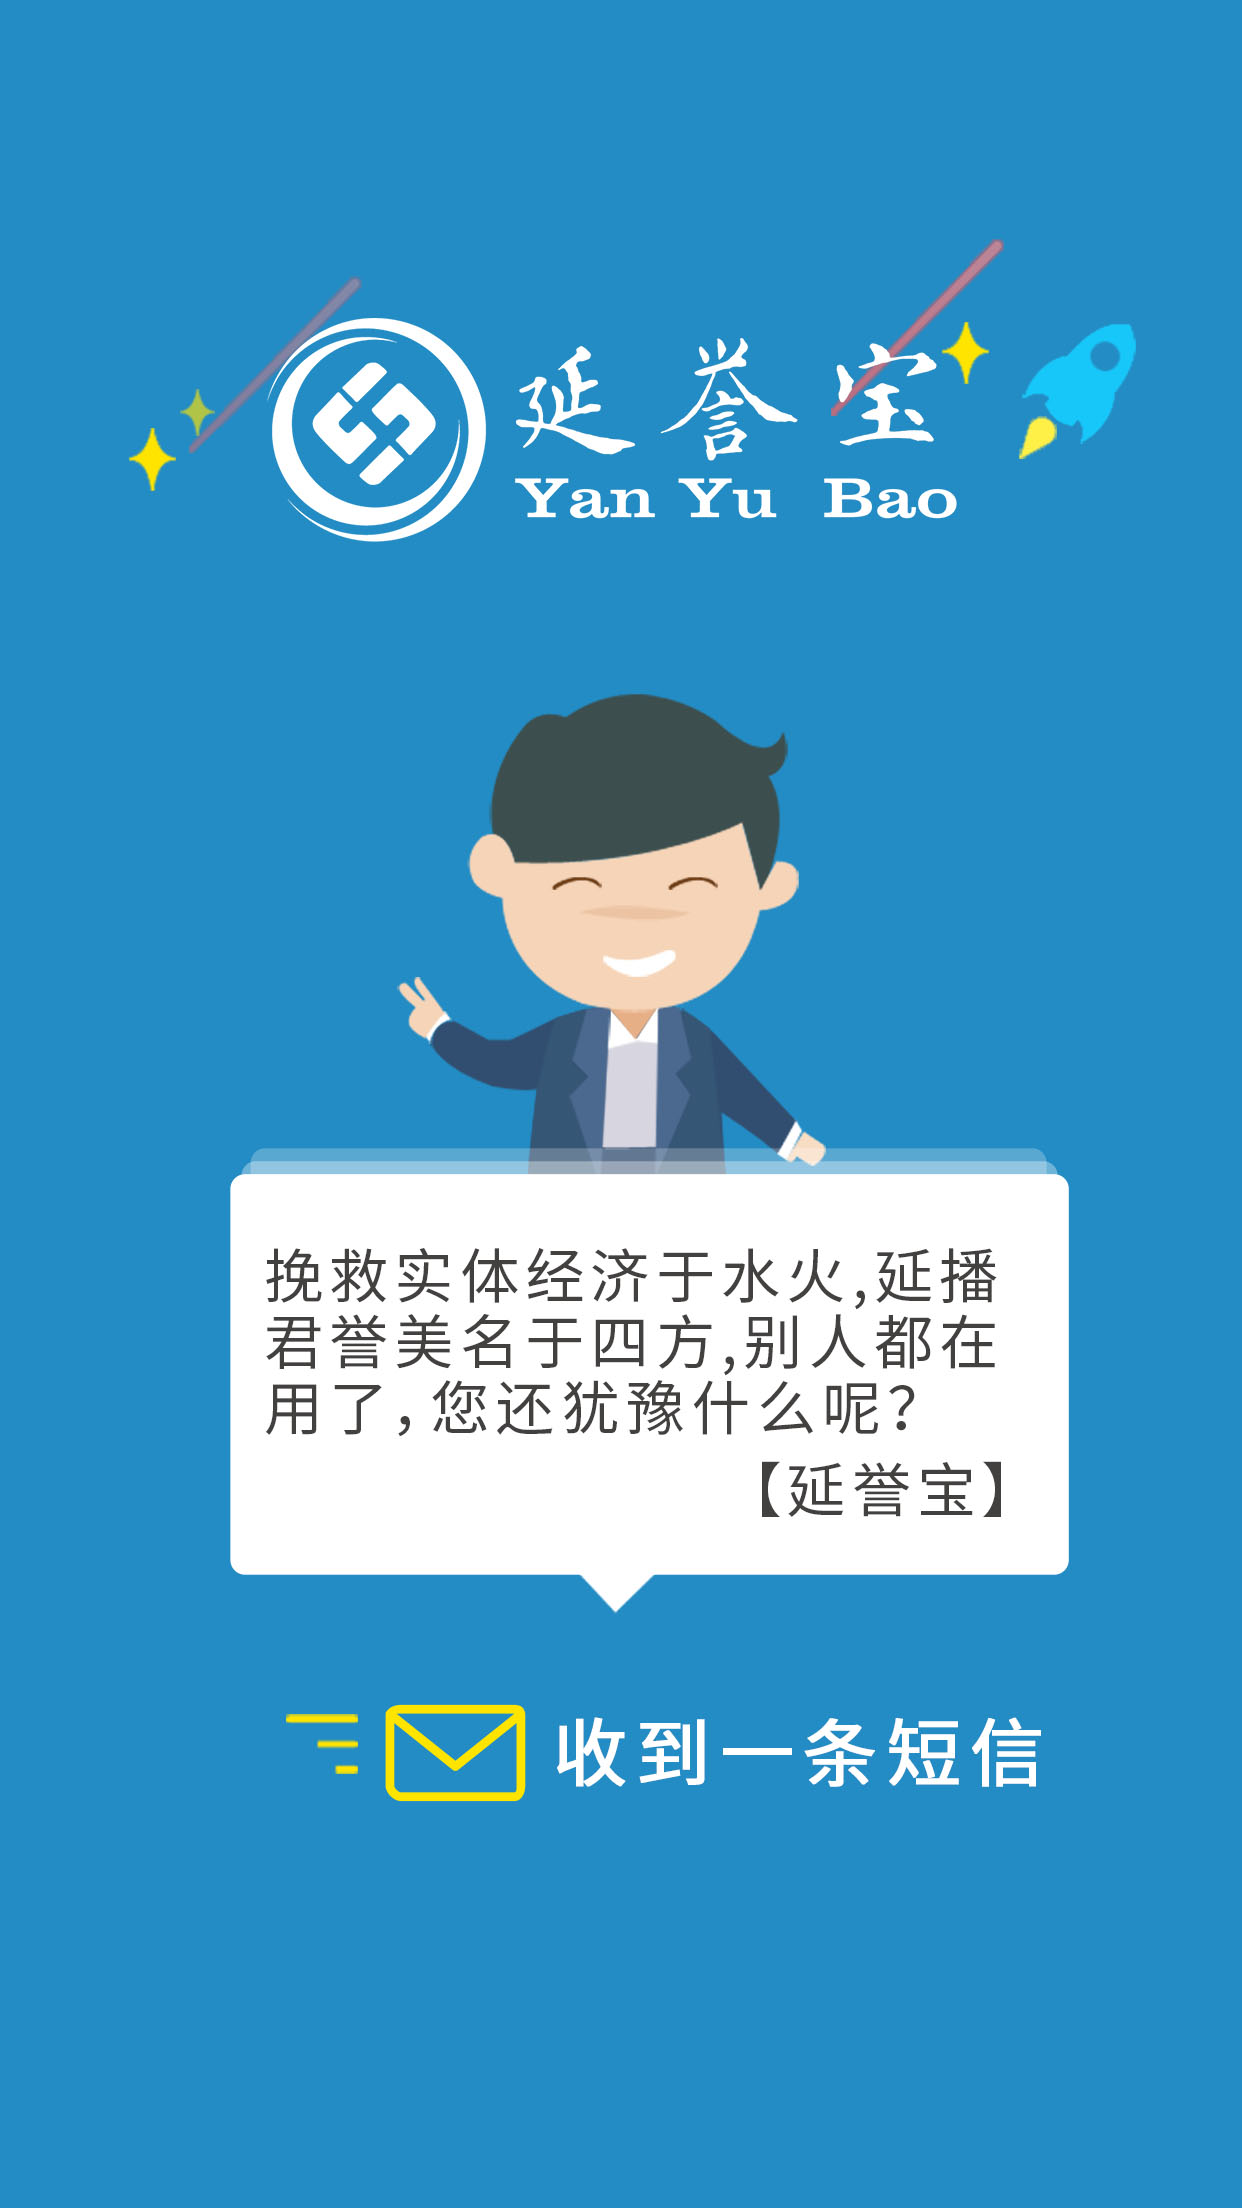 延誉宝
Yan Yu Bao
挽救实体经济于水火,延播
君誉美名于四方,别人都在
用了，您还犹豫什么呢？
【延誉宝】
收到一条短信